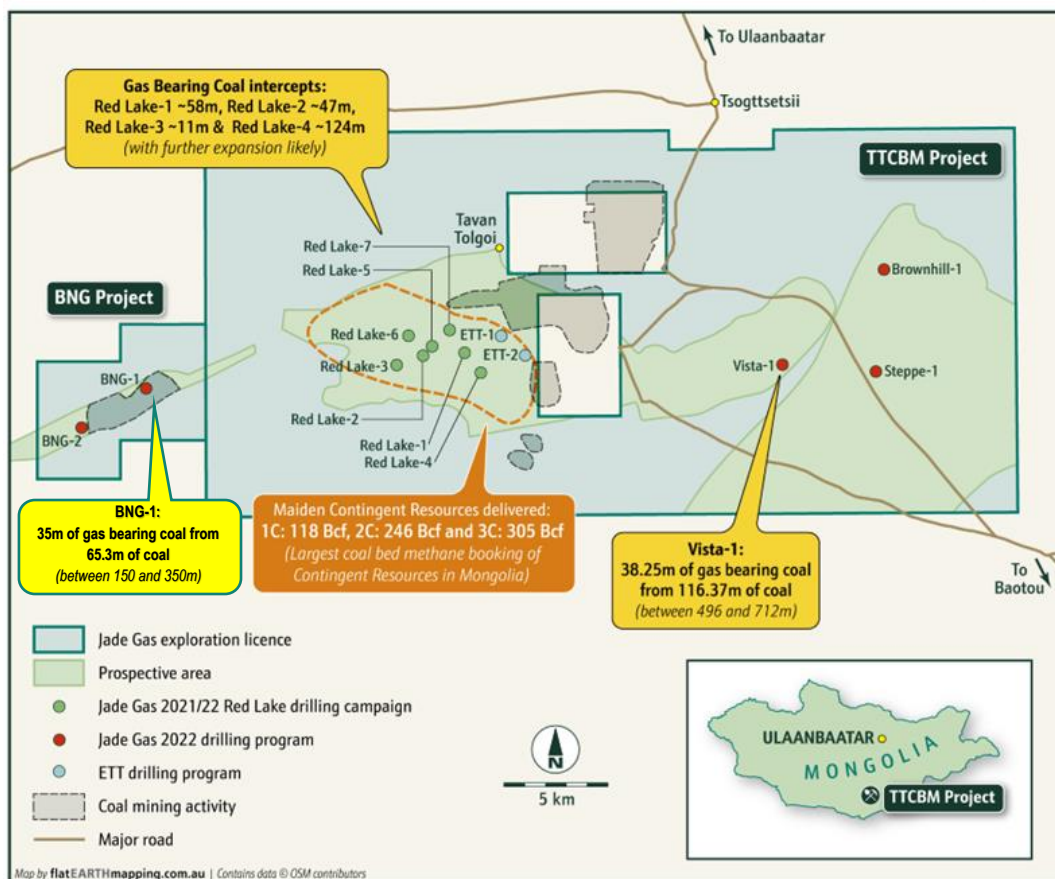 To Ulaanbaatar
Gas Bearing Coal intercepts:
Red Lake-1 ~58m, Red Lake-2 ~47m,
Red Lake-3 ~11m & Red Lake-4 ~124m
(with further expansion likely)
Tsogttsetsii
TTCBM Project
Tavan
Tolgoi
Red Lake-7
Red Lake-5
Brownhill-1
BNG Project
Red Lake-6
ETT-1
ETT-2
Red Lake-3
Vista-1
Steppe-1
BNG-1
BNG-2
Red Lake-2
Red Lake-1
Red Lake-4
BNG-1:
35m of gas bearing coal from
65.3m of coal
(between 150 and 350m)
Maiden Contingent Resources delivered:
1C: 118 Bcf, 2C: 246 Bcf and 3C: 305 Bcf
(Largest coal bed methane booking of
Contingent Resources in Mongolia)
Vista-1:
38.25m of gas bearing coal
from 116.37m of coal
(between 496 and 712m)
To
Baotou
Jade Gas exploration licence
Prospective area
Jade Gas 2021/22 Red Lake drilling campaign
Jade Gas 2022 drilling program
ETT drilling program
Coal mining activity
Major road
N
5 km
ULAANBAATAR
MONGOLIA
TTCBM Project
Map by flatEARTHmapping.com.au | Contains data © OSM contributors